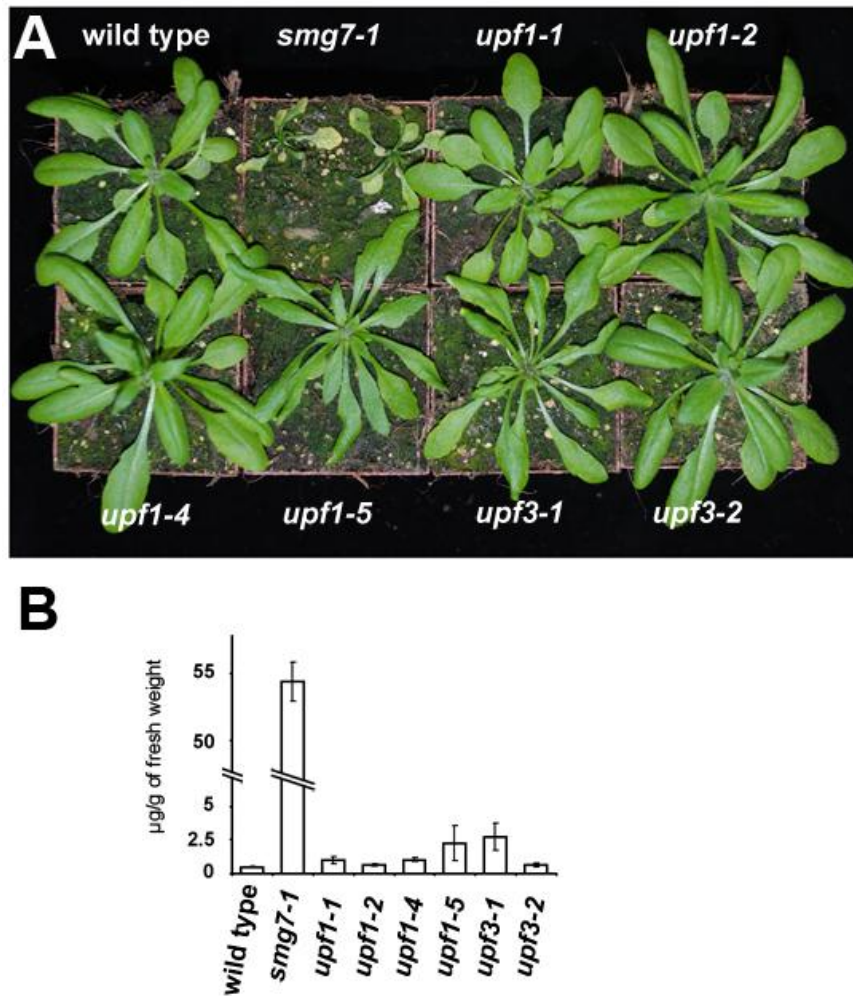 A
wild type smg7-1 upf1-1 upf1-2
upf1-4 upf1-5 upf3-1 upf3-2
B
µg/g of fresh weight
55
50
5
2.5
0
wild type
smg7-1
upf1-1
upf1-2
upf1-4
upf1-5
upf3-1
upf3-2